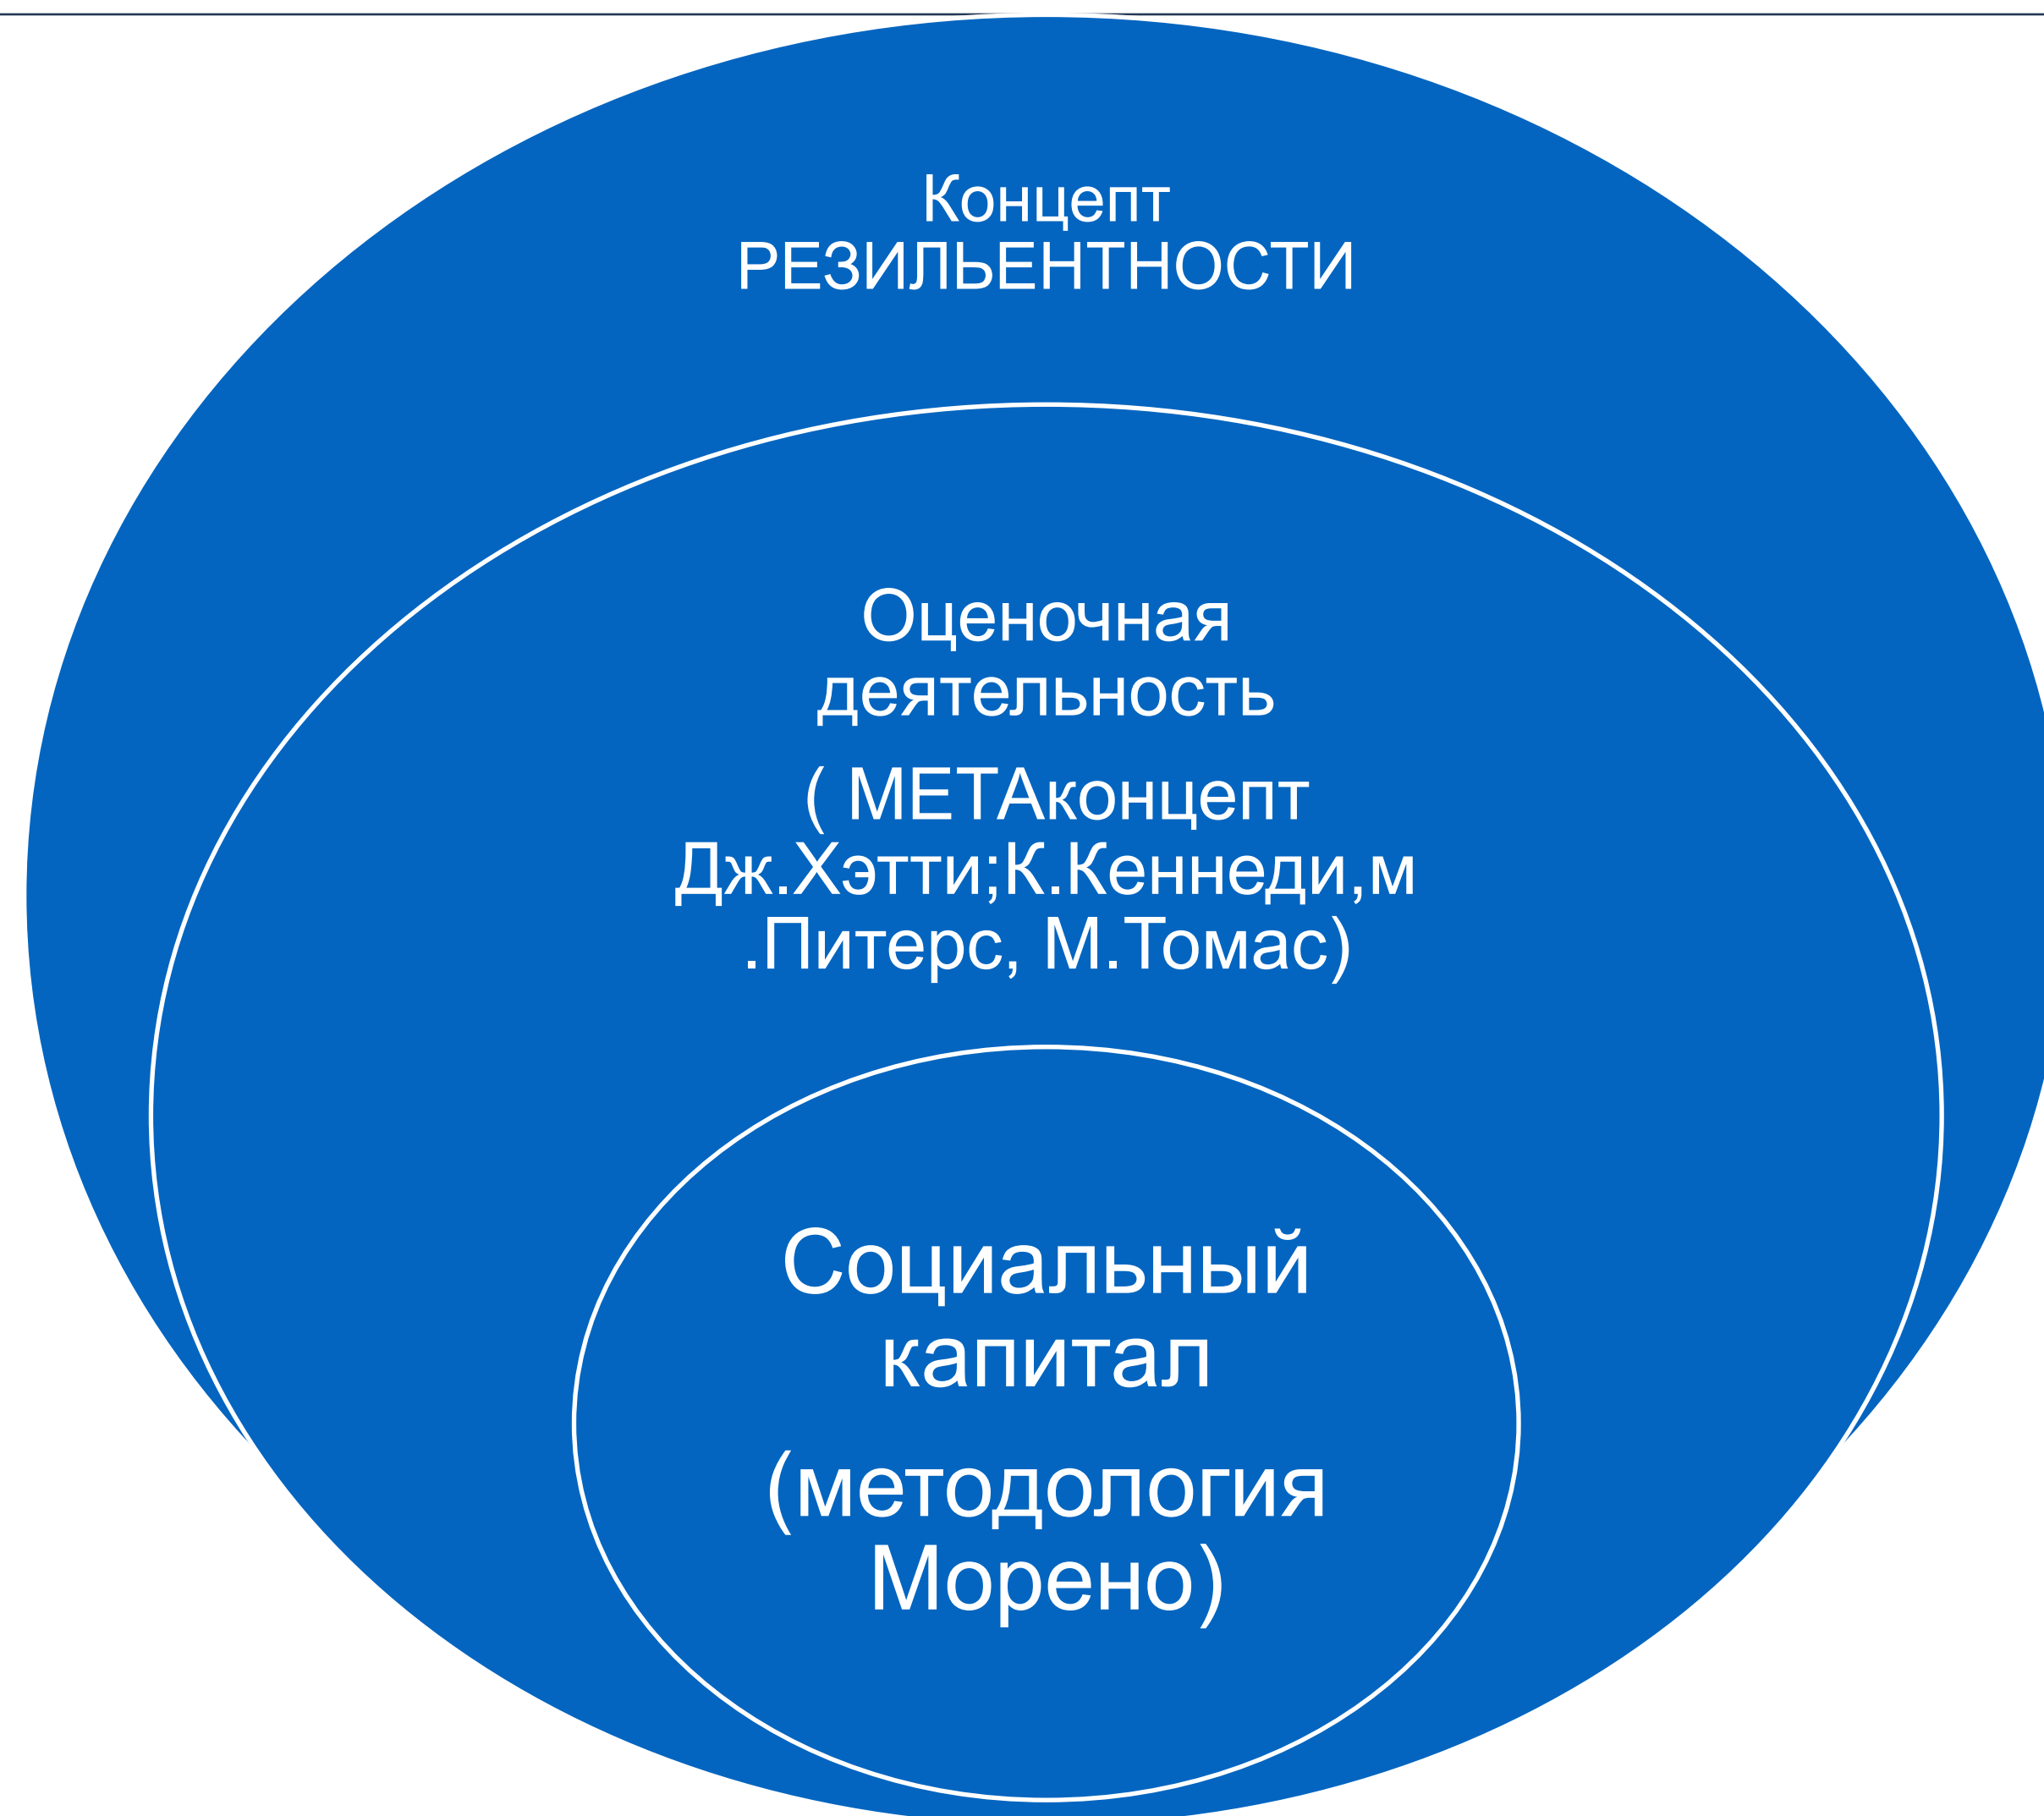 Концепт
РЕЗИЛЬЕНТНОСТИ
Оценочная
деятельность
( МЕТАконцепт
Дж.Хэтти;К.Кеннеди,м
.Питерс, М.Томас)
Социальный
капитал
(методология
Морено)